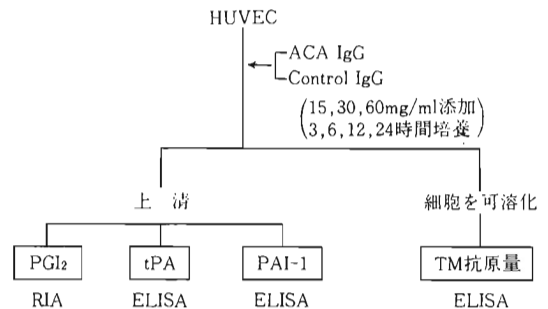 HUVEC
ACA IgG
Control IgG
(15,30,60mg/ml添加
3,6,12,24時間培養)
上 清
細胞を可溶化
PGI₂ tPA PAI-1 TM抗原量
RIA ELISA ELISA ELISA